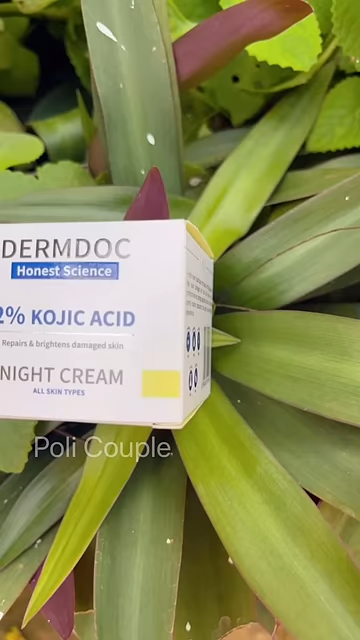 DERMDOC
Honest Science
2% KOJIC ACID
Repairs & brightens damaged skin
NIGHT CREAM
ALL SKIN TYPES
Poli Couple